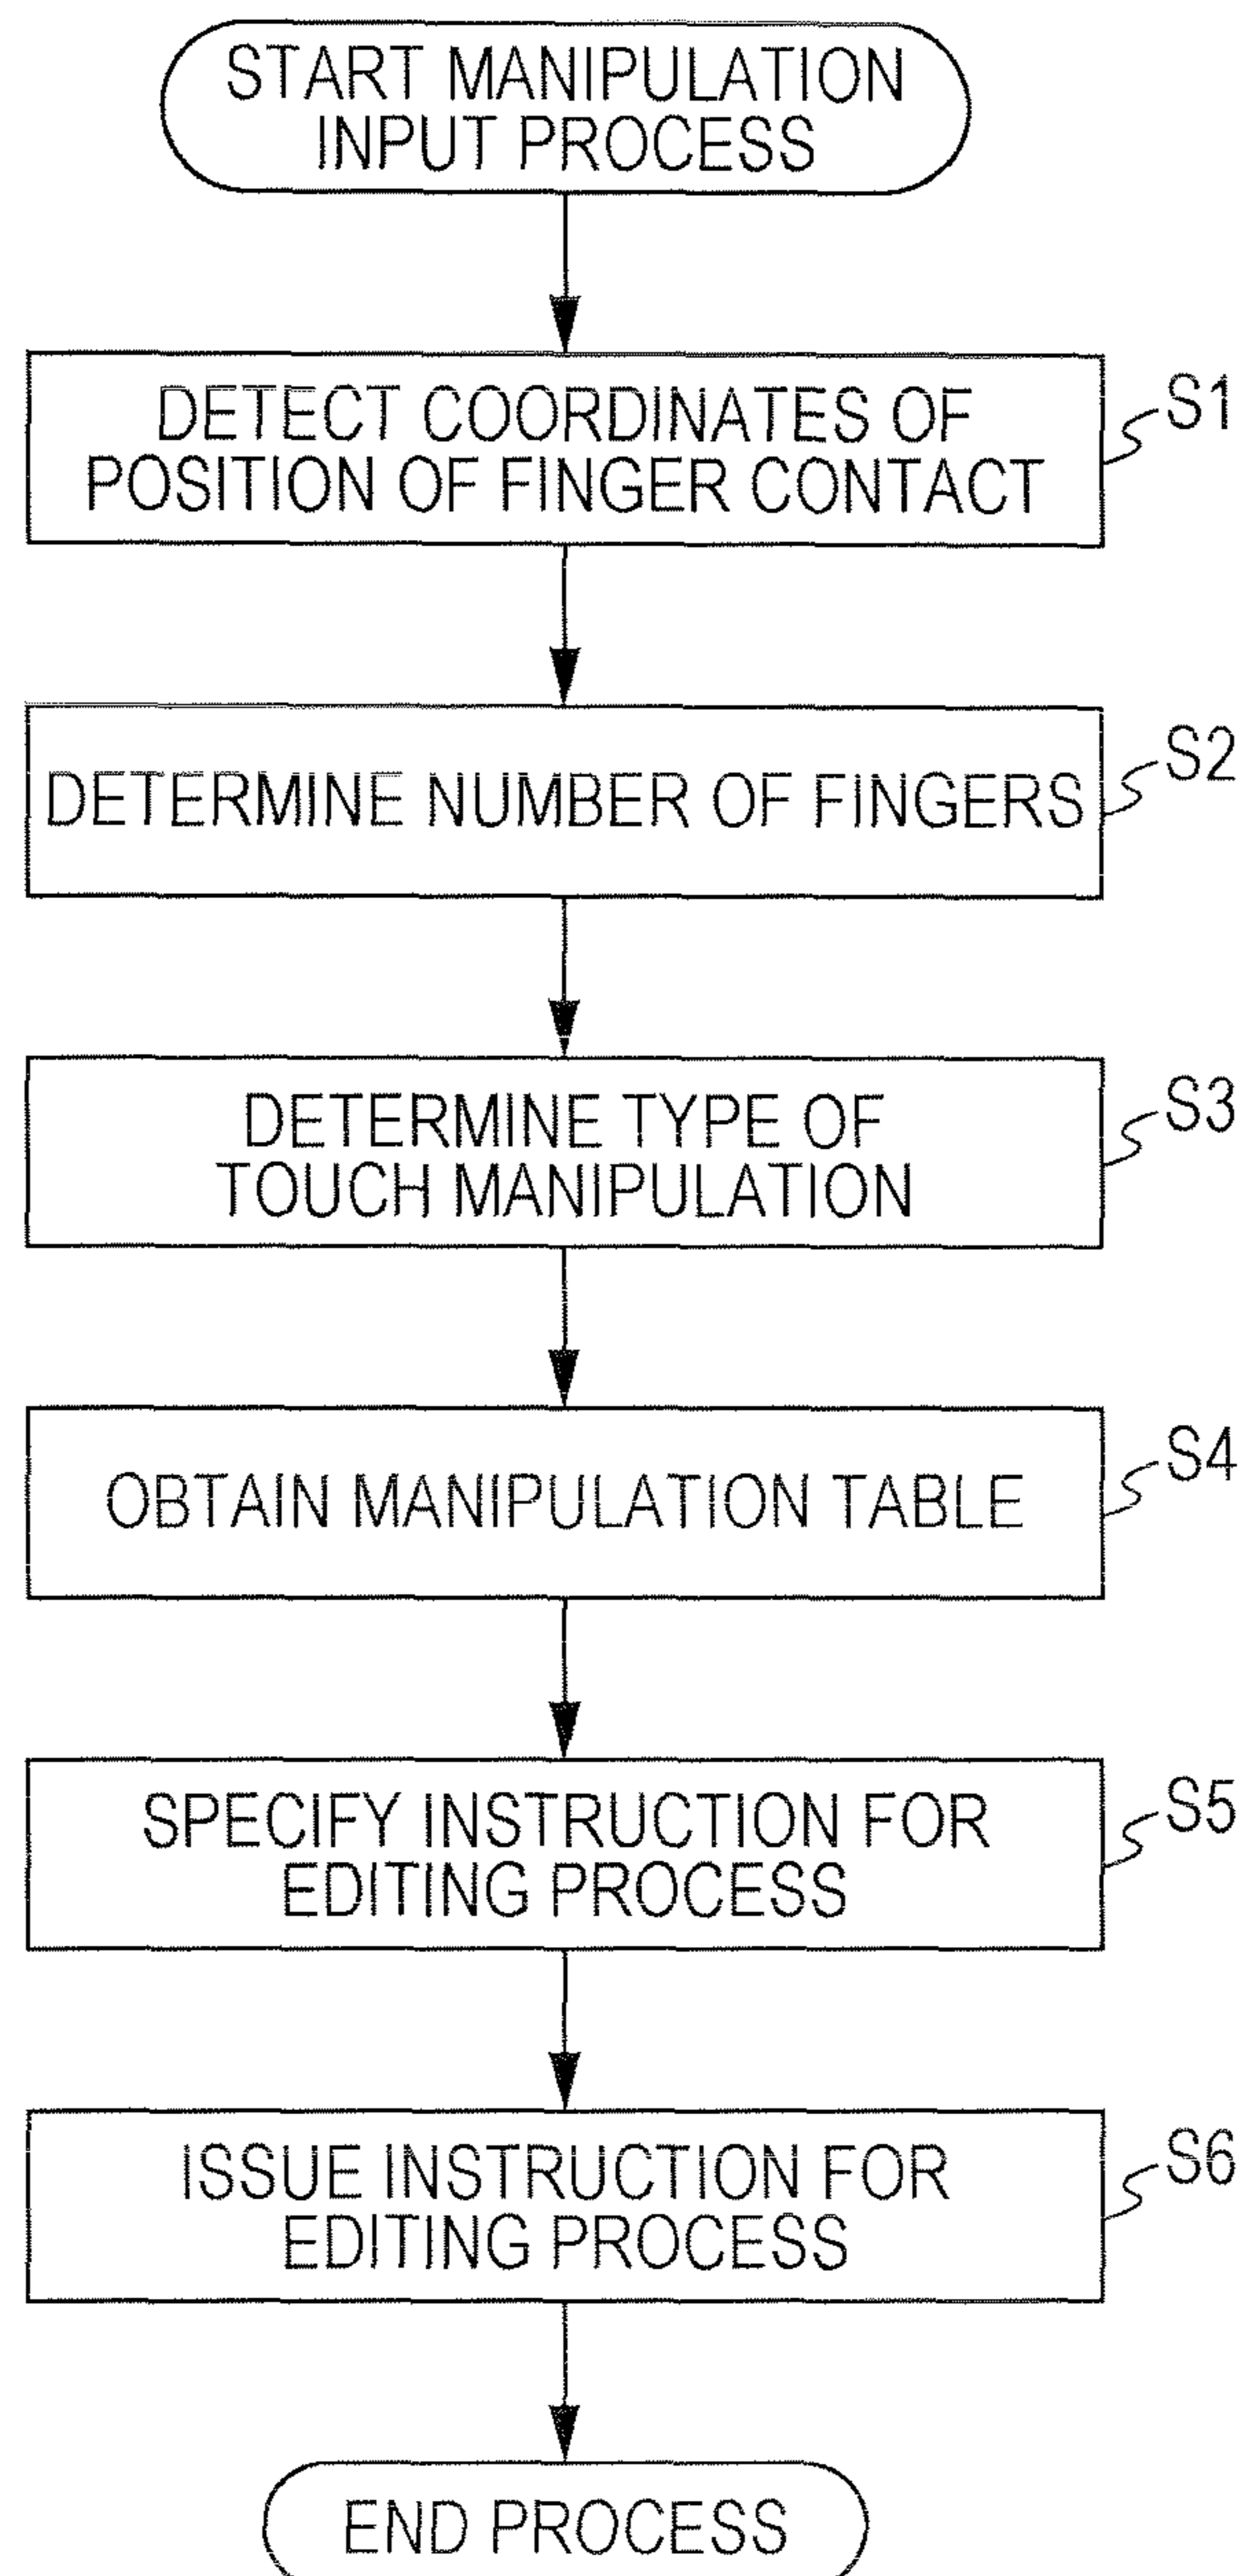 START MANIPULATION
INPUT PROCESS
DETECT COORDINATES OF
POSITION OF FINGER CONTACT
S1
DETERMINE NUMBER OF FINGERS
S2
DETERMINE TYPE OF
TOUCH MANIPULATION
S3
OBTAIN MANIPULATION TABLE
S4
SPECIFY INSTRUCTION FOR
EDITING PROCESS
S5
ISSUE INSTRUCTION FOR
EDITING PROCESS
S6
END PROCESS